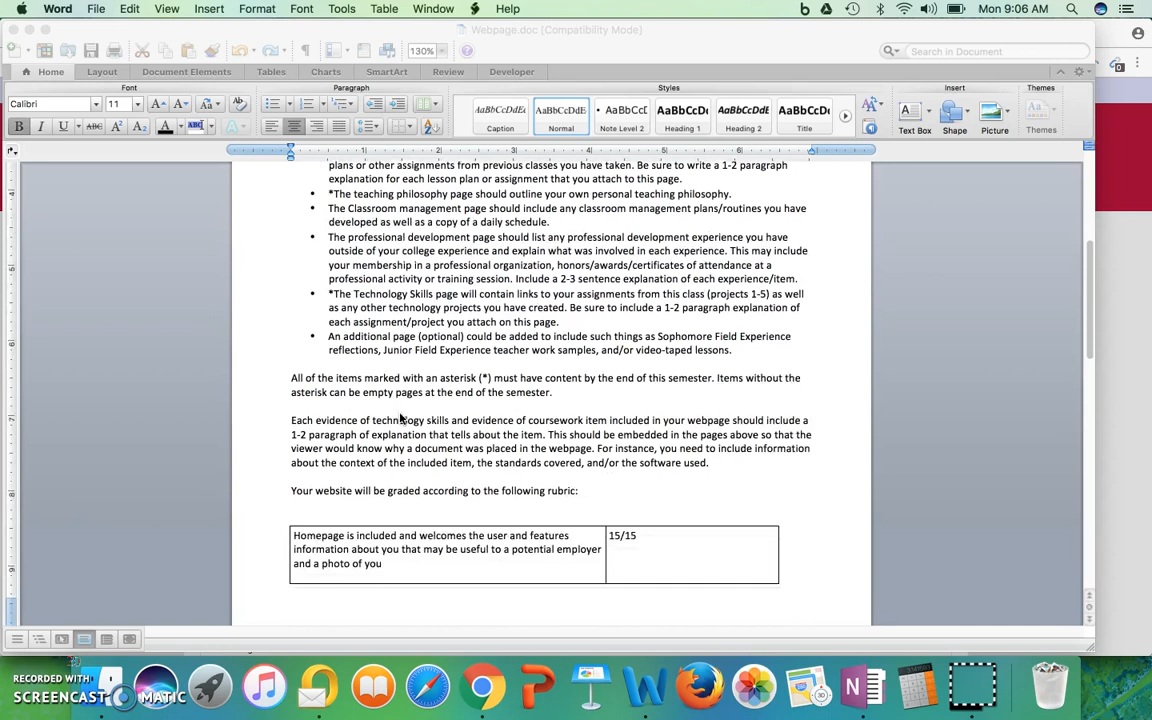 Word File Edit View Insert Format Font Tools Table Window Help Mon 9:06 AM
Webpage.doc [Compatibility Mode]
130% Search in Document
Home Layout Document Elements Tables Charts SmartArt Review Developer
Font Paragraph Styles Insert Themes
Calibri 11
B I U ABC A² A₂ A ABC A
AaBbCcDdEe AaBbCcDdE • AaBbCcD AaBbCcDc AaBbCcDc AaBbCcDc
Caption Normal Note Level 2 Heading 1 Heading 2 Title Text Box Shape Picture Themes
1 2 3 4 5 6
plans or other assignments from previous classes you have taken. Be sure to write a 1-2 paragraph
explanation for each lesson plan or assignment that you attach to this page.
• *The teaching philosophy page should outline your own personal teaching philosophy.
• The Classroom management page should include any classroom management plans/routines you have
developed as well as a copy of a daily schedule.
• The professional development page should list any professional development experience you have
outside of your college experience and explain what was involved in each experience. This may include
your membership in a professional organization, honors/awards/certificates of attendance at a
professional activity or training session. Include a 2-3 sentence explanation of each experience/item.
• *The Technology Skills page will contain links to your assignments from this class (projects 1-5) as well
as any other technology projects you have created. Be sure to include a 1-2 paragraph explanation of
each assignment/project you attach on this page.
• An additional page (optional) could be added to include such things as Sophomore Field Experience
reflections, Junior Field Experience teacher work samples, and/or video-taped lessons.
All of the items marked with an asterisk (*) must have content by the end of this semester. Items without the
asterisk can be empty pages at the end of the semester.
Each evidence of technology skills and evidence of coursework item included in your webpage should include a
1-2 paragraph of explanation that tells about the item. This should be embedded in the pages above so that the
viewer would know why a document was placed in the webpage. For instance, you need to include information
about the context of the included item, the standards covered, and/or the software used.
Your website will be graded according to the following rubric:
Homepage is included and welcomes the user and features 15/15
information about you that may be useful to a potential employer
and a photo of you
RECORDED WITH
SCREENCAST MATIC